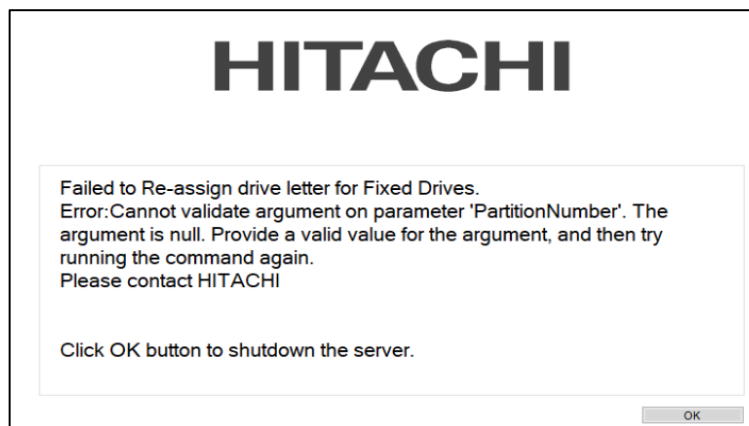 HITACHI
Failed to Re-assign drive letter for Fixed Drives.
Error:Cannot validate argument on parameter 'PartitionNumber'. The
argument is null. Provide a valid value for the argument, and then try
running the command again.
Please contact HITACHI
Click OK button to shutdown the server.
OK